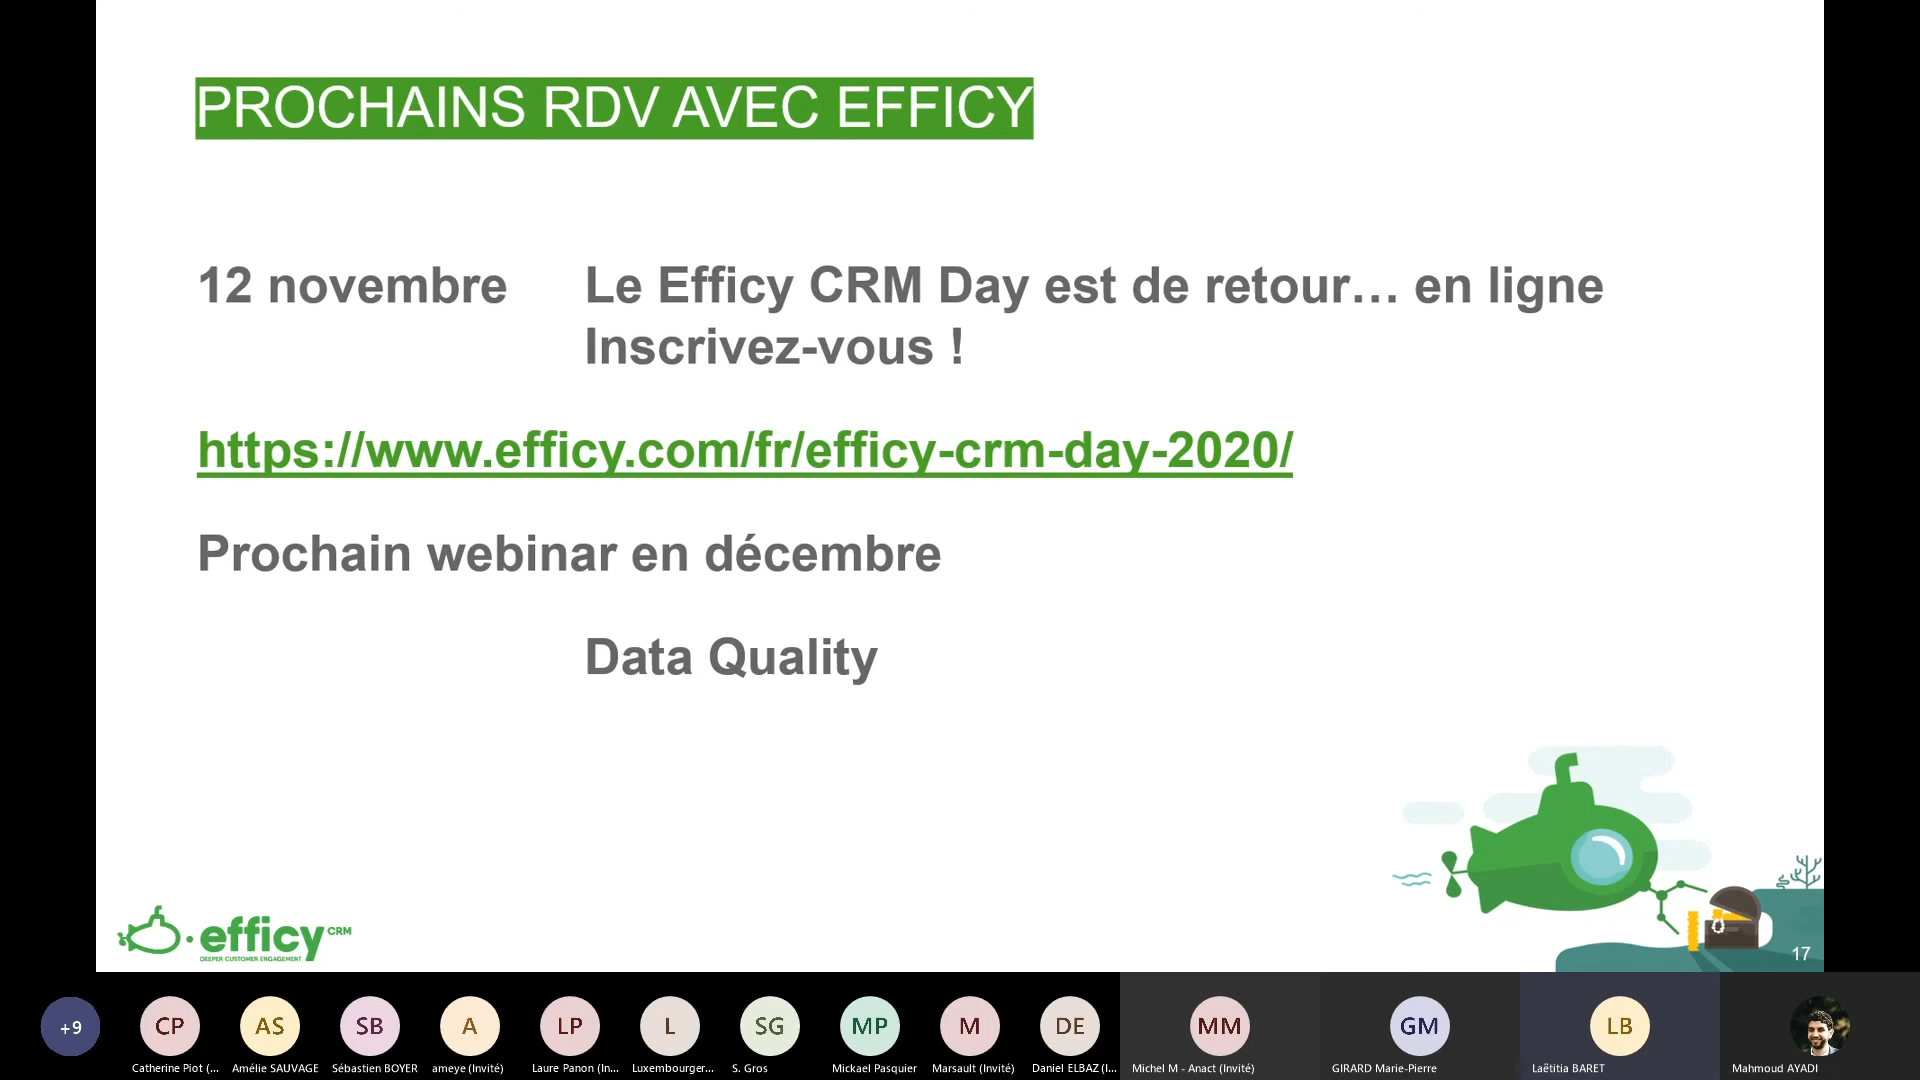 PROCHAINS RDV AVEC EFFICY
12 novembre Le Efficy CRM Day est de retour… en ligne
Inscrivez-vous !
https://www.efficy.com/fr/efficy-crm-day-2020/
Prochain webinar en décembre
Data Quality
efficy CRM
DEEPER CUSTOMER ENGAGEMENT
17
+9 CP AS SB A LP L SG MP M DE MM GM LB
Catherine Piot (... Amélie SAUVAGE Sébastien BOYER ameye (Invité) Laure Panon (In... Luxembourger... S. Gros Mickael Pasquier Marsault (Invité) Daniel ELBAZ (I... Michel M - Anact (Invité) GIRARD Marie-Pierre Laëtitia BARET Mahmoud AYADI